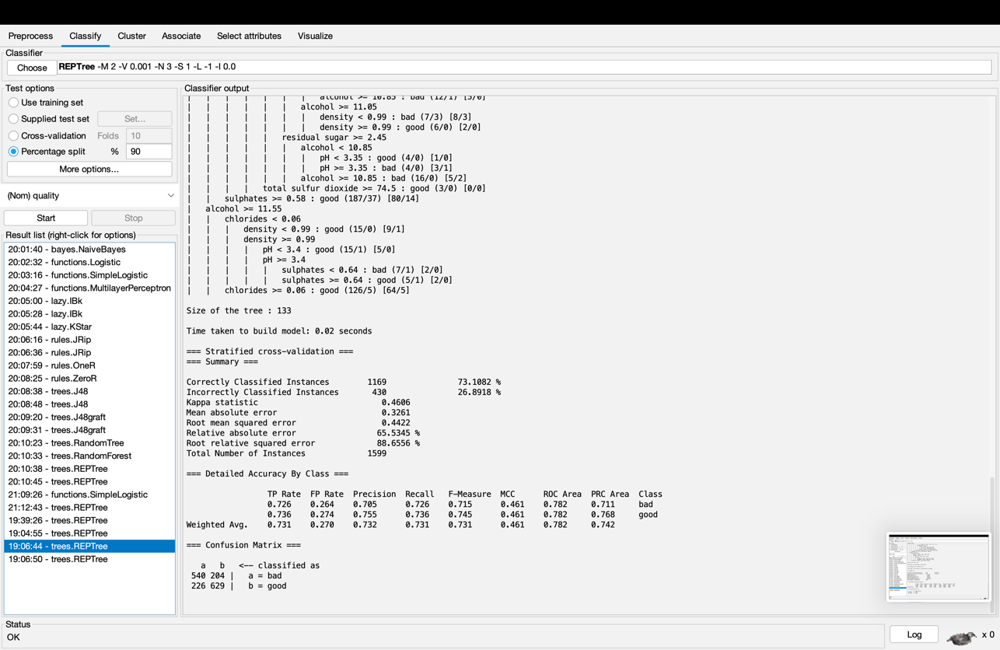 Preprocess Classify Cluster Associate Select attributes Visualize
Classifier
Choose REPTree -M 2 -V 0.001 -N 3 -S 1 -L -1 -I 0.0
Test options
Use training set
Supplied test set Set...
Cross-validation Folds 10
Percentage split % 90
More options...
(Nom) quality
Start Stop
Result list (right-click for options)
20:01:40 - bayes.NaiveBayes
20:02:32 - functions.Logistic
20:03:16 - functions.SimpleLogistic
20:04:27 - functions.MultilayerPerceptron
20:05:00 - lazy.IBk
20:05:28 - lazy.IBk
20:05:44 - lazy.KStar
20:06:16 - rules.JRip
20:06:36 - rules.JRip
20:07:59 - rules.OneR
20:08:25 - rules.ZeroR
20:08:38 - trees.J48
20:08:48 - trees.J48
20:09:20 - trees.J48graft
20:09:31 - trees.J48graft
20:10:23 - trees.RandomTree
20:10:33 - trees.RandomForest
20:10:38 - trees.REPTree
20:10:45 - trees.REPTree
21:09:26 - functions.SimpleLogistic
21:12:43 - trees.REPTree
19:39:26 - trees.REPTree
19:04:55 - trees.REPTree
19:06:44 - trees.REPTree
19:06:50 - trees.REPTree
Classifier output
| | | | | | | alcohol >= 10.85 : bad (12/1) [5/0]
| | | | | | alcohol >= 11.05
| | | | | | | density < 0.99 : bad (7/3) [8/3]
| | | | | | | density >= 0.99 : good (6/0) [2/0]
| | | | | residual sugar >= 2.45
| | | | | | alcohol < 10.85
| | | | | | | pH < 3.35 : good (4/0) [1/0]
| | | | | | | pH >= 3.35 : bad (4/0) [3/1]
| | | | | | alcohol >= 10.85 : bad (16/0) [5/2]
| | | | total sulfur dioxide >= 74.5 : good (3/0) [0/0]
| | sulphates >= 0.58 : good (187/37) [80/14]
| alcohol >= 11.55
| | chlorides < 0.06
| | | density < 0.99 : good (15/0) [9/1]
| | | density >= 0.99
| | | | pH < 3.4 : good (15/1) [5/0]
| | | | pH >= 3.4
| | | | | sulphates < 0.64 : bad (7/1) [2/0]
| | | | | sulphates >= 0.64 : good (5/1) [2/0]
| | chlorides >= 0.06 : good (126/5) [64/5]
Size of the tree : 133
Time taken to build model: 0.02 seconds
=== Stratified cross-validation ===
=== Summary ===
Correctly Classified Instances 1169 73.1082 %
Incorrectly Classified Instances 430 26.8918 %
Kappa statistic 0.4606
Mean absolute error 0.3261
Root mean squared error 0.4422
Relative absolute error 65.5345 %
Root relative squared error 88.6556 %
Total Number of Instances 1599
=== Detailed Accuracy By Class ===
TP Rate FP Rate Precision Recall F-Measure MCC ROC Area PRC Area Class
0.726 0.264 0.705 0.726 0.715 0.461 0.782 0.711 bad
0.736 0.274 0.755 0.736 0.745 0.461 0.782 0.768 good
Weighted Avg. 0.731 0.270 0.732 0.731 0.731 0.461 0.782 0.742
=== Confusion Matrix ===
a b <-- classified as
540 204 | a = bad
226 629 | b = good
Status
OK
Log
x 0